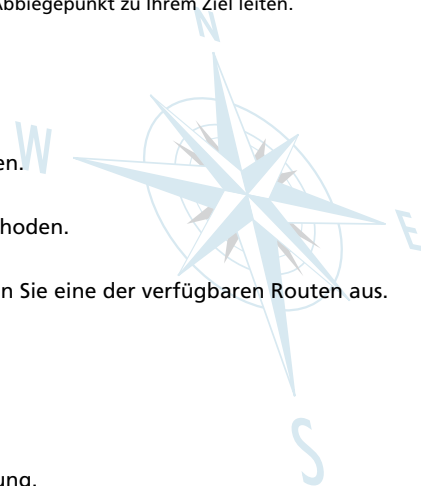 Abbiegepunkt zu Ihrem Ziel leiten.
N
W
en.
E
hoden.
n Sie eine der verfügbaren Routen aus.
S
ung.